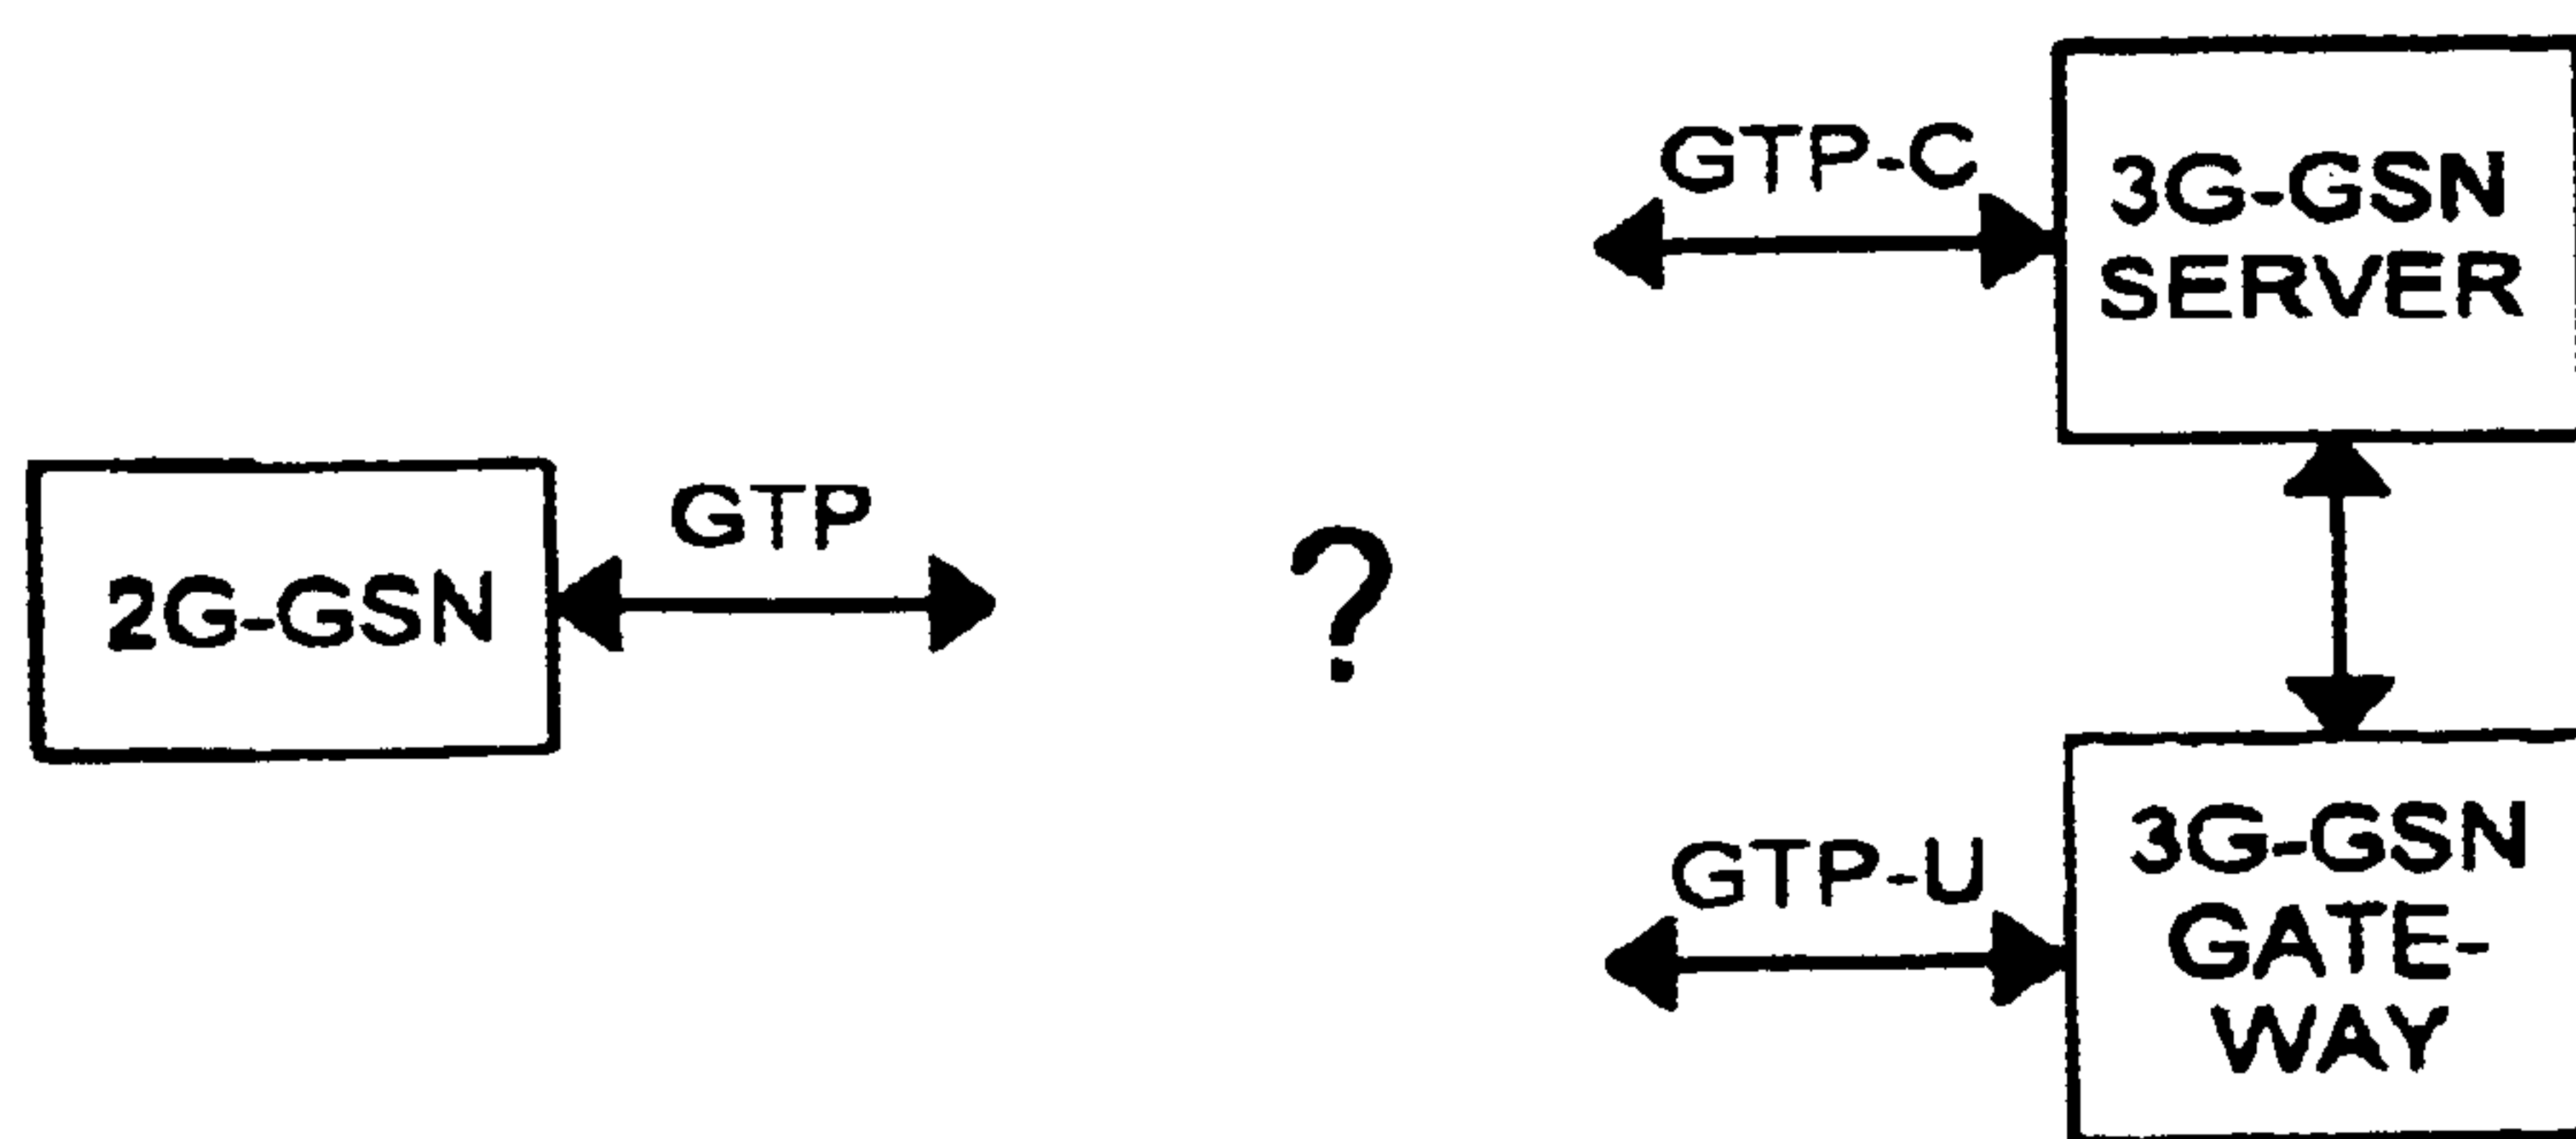 GTP-C
3G-GSN
SERVER
GTP
2G-GSN
?
GTP-U
3G-GSN
GATE-
WAY